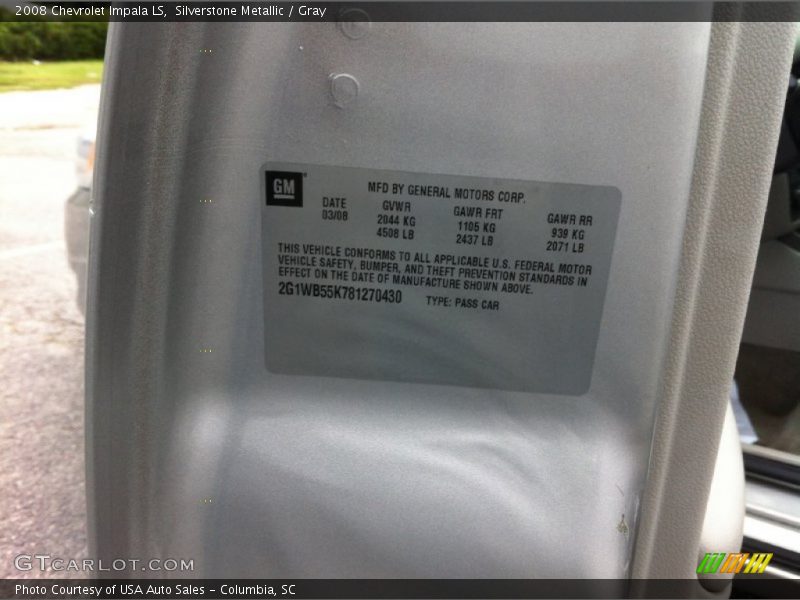 2008 Chevrolet Impala LS, Silverstone Metallic / Gray
GM
MFD BY GENERAL MOTORS CORP.
DATE GVWR GAWR FRT GAWR RR
03/08 2044 KG 1105 KG 939 KG
4508 LB 2437 LB 2071 LB
THIS VEHICLE CONFORMS TO ALL APPLICABLE U.S. FEDERAL MOTOR
VEHICLE SAFETY, BUMPER, AND THEFT PREVENTION STANDARDS IN
EFFECT ON THE DATE OF MANUFACTURE SHOWN ABOVE.
2G1WB55K781270430 TYPE: PASS CAR
GTCARLOT.COM
Photo Courtesy of USA Auto Sales - Columbia, SC